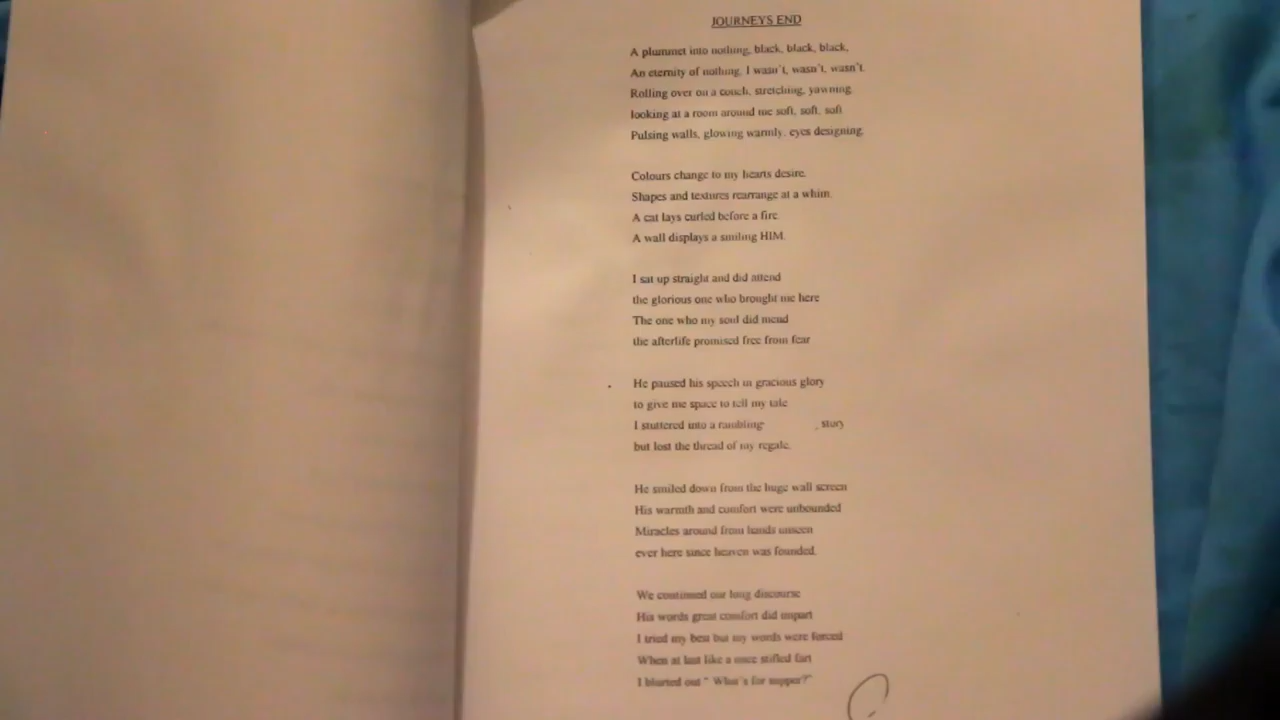 JOURNEYS END
A plummet into nothing, black, black, black,
An eternity of nothing, I wasn't, wasn't, wasn't.
Rolling over on a couch, stretching, yawning,
looking at a room around me soft, soft, soft
Pulsing walls, glowing warmly, eyes designing,
Colours change to my hearts desire.
Shapes and textures rearrange at a whim.
A cat lays curled before a fire.
A wall displays a smiling HIM.
I sat up straight and did attend
the glorious one who brought me here
The one who my soul did mend
the afterlife promised free from fear
He paused his speech in gracious glory
to give me space to tell my tale
I stuttered into a rambling story
but lost the thread of my regale.
He smiled down from the huge wall screen
His warmth and comfort were unbounded
Miracles around from hands unseen
ever here since heaven was founded.
We continued our long discourse
His words great comfort did impart
I tried my best but my words were forced
When at last like a once stifled fart
I blurted out " What's for supper?"